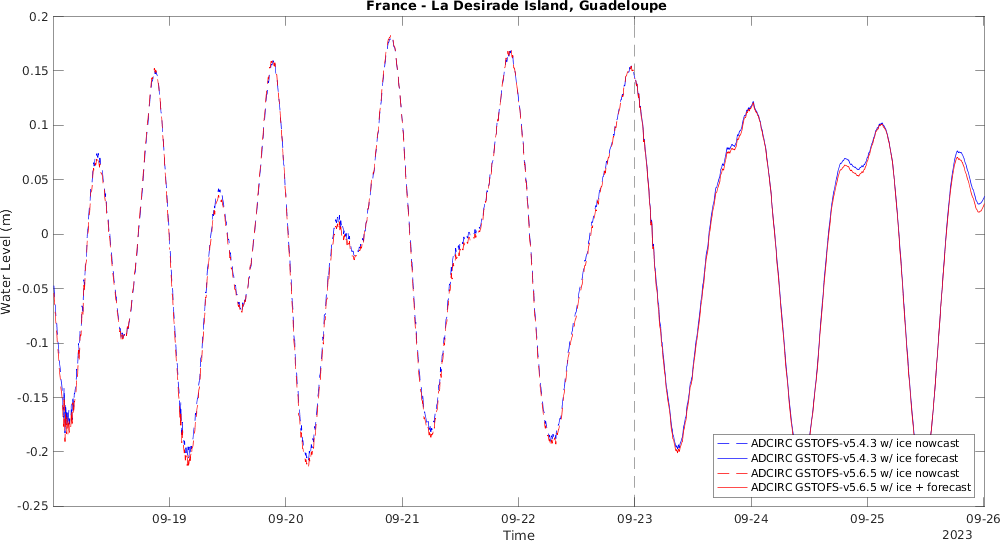 France - La Desirade Island, Guadeloupe
0.2
0.15
0.1
0.05
0
-0.05
-0.1
-0.15
-0.2
-0.25
Water Level (m)
ADCIRC GSTOFS-v5.4.3 w/ ice nowcast
ADCIRC GSTOFS-v5.4.3 w/ ice forecast
ADCIRC GSTOFS-v5.6.5 w/ ice nowcast
ADCIRC GSTOFS-v5.6.5 w/ ice + forecast
09-19 09-20 09-21 09-22 09-23 09-24 09-25 09-26
Time
2023